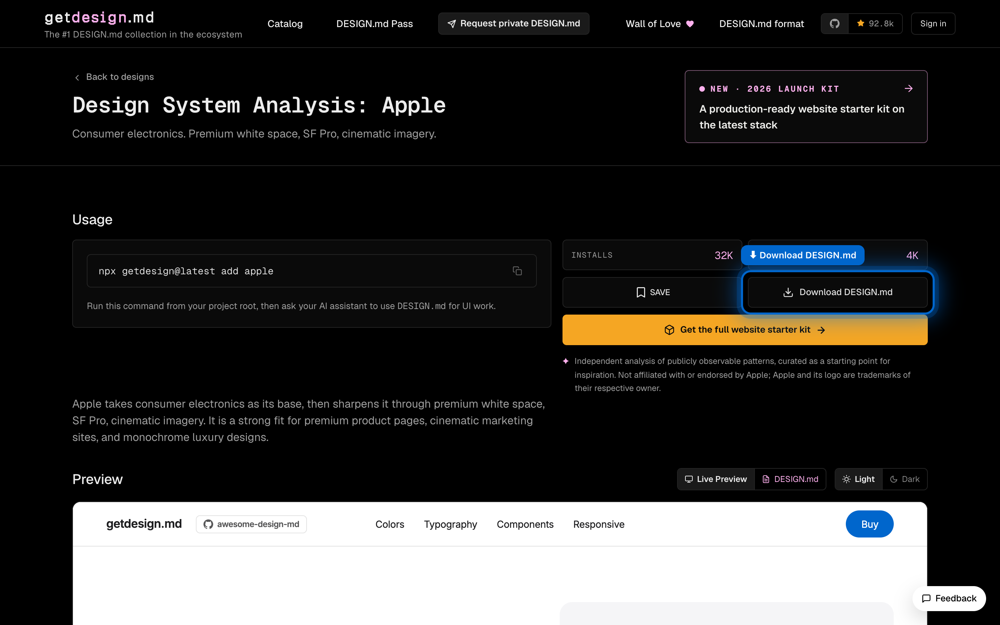 getdesign.md
The #1 DESIGN.md collection in the ecosystem
Catalog
DESIGN.md Pass
Request private DESIGN.md
Wall of Love
DESIGN.md format
92.8k
Sign in
Back to designs
Design System Analysis: Apple
Consumer electronics. Premium white space, SF Pro, cinematic imagery.
NEW · 2026 LAUNCH KIT
A production-ready website starter kit on
the latest stack
Usage
npx getdesign@latest add apple
Run this command from your project root, then ask your AI assistant to use DESIGN.md for UI work.
INSTALLS
32K
Download DESIGN.md
4K
SAVE
Download DESIGN.md
Get the full website starter kit
Independent analysis of publicly observable patterns, curated as a starting point for
inspiration. Not affiliated with or endorsed by Apple; Apple and its logo are trademarks of
their respective owner.
Apple takes consumer electronics as its base, then sharpens it through premium white space,
SF Pro, cinematic imagery. It is a strong fit for premium product pages, cinematic marketing
sites, and monochrome luxury designs.
Preview
Live Preview
DESIGN.md
Light
Dark
getdesign.md
awesome-design-md
Colors
Typography
Components
Responsive
Buy
Feedback